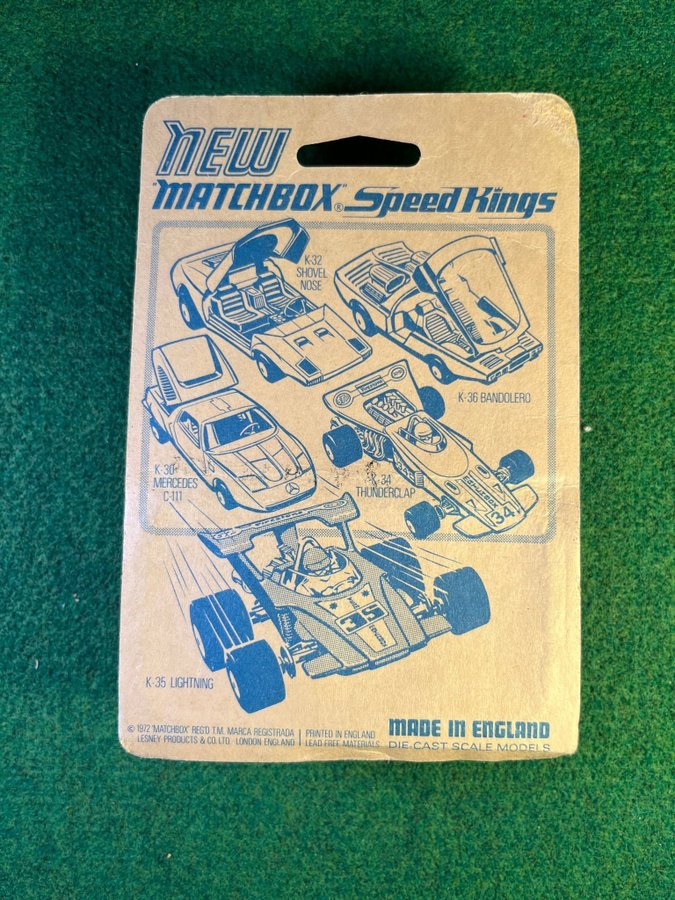 NEW
"MATCHBOX"® Speed Kings
K-32
SHOVEL
NOSE
K-36 BANDOLERO
K-30
MERCEDES
C-111
K-34
THUNDERCLAP
MATCHBOX
34
35
K-35 LIGHTNING
© 1972 'MATCHBOX' REG'D T.M. MARCA REGISTRADA
LESNEY PRODUCTS & CO. LTD. LONDON ENGLAND
PRINTED IN ENGLAND
LEAD FREE MATERIALS
MADE IN ENGLAND
DIE-CAST SCALE MODELS